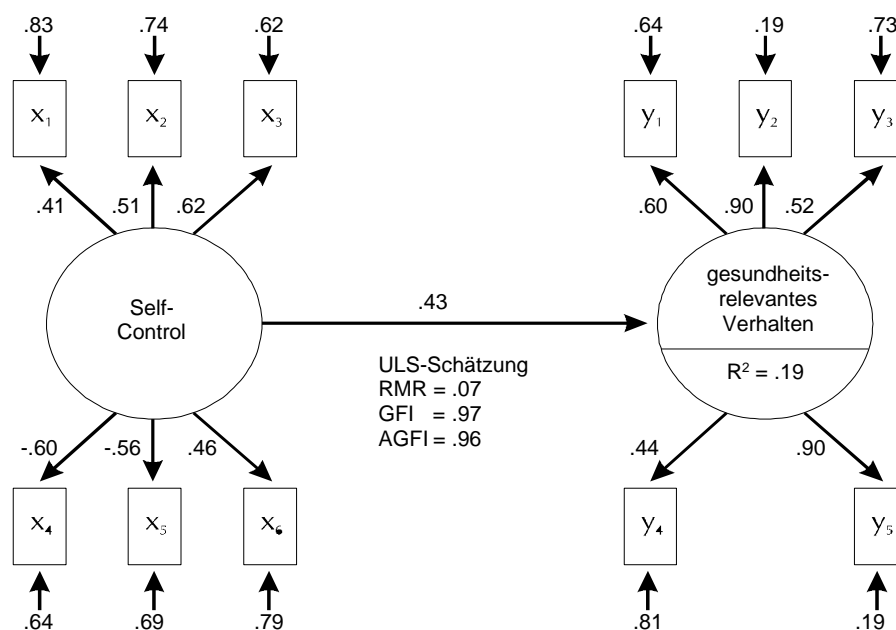 .83 .74 .62 .64 .19 .73
x₁ x₂ x₃ y₁ y₂ y₃
.41 .51 .62 .60 .90 .52
Self-
Control
.43
gesundheits-
relevantes
Verhalten
R² = .19
ULS-Schätzung
RMR = .07
GFI = .97
AGFI = .96
-.60 -.56 .46 .44 .90
x₄ x₅ x₆ y₄ y₅
.64 .69 .79 .81 .19